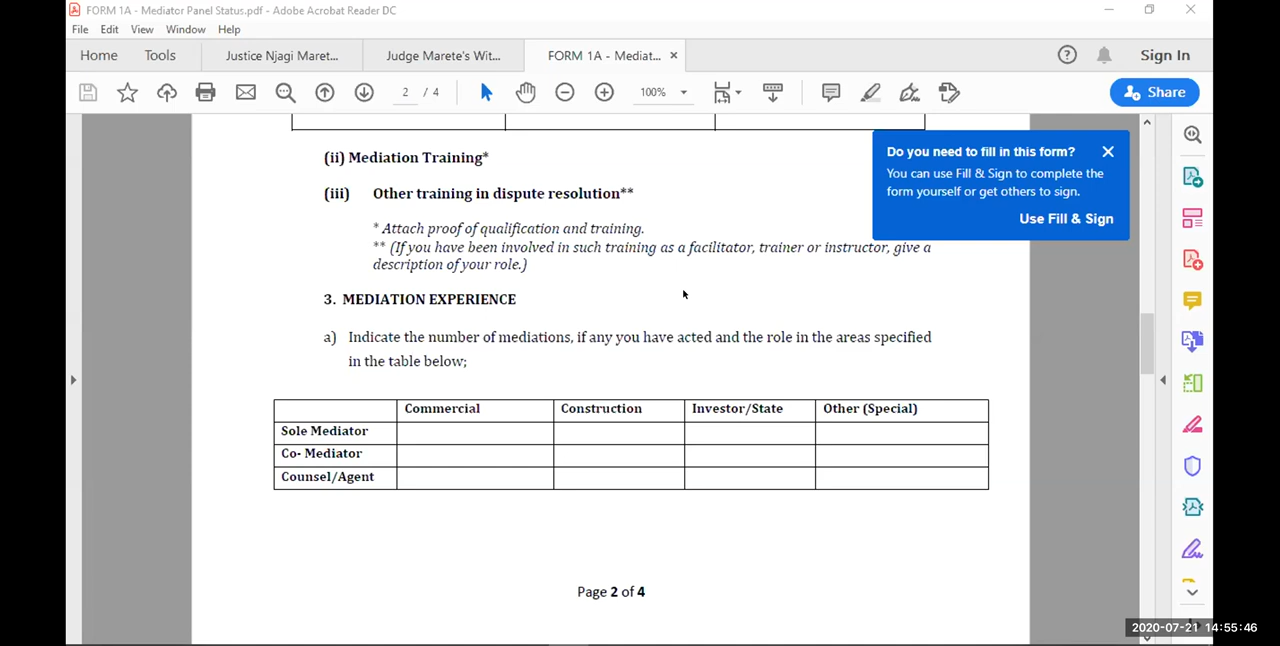 FORM 1A - Mediator Panel Status.pdf - Adobe Acrobat Reader DC
File Edit View Window Help
Home Tools Justice Njagi Maret... Judge Marete's Wit... FORM 1A - Mediat... × Sign In
2 / 4 100% Share
(ii) Mediation Training*
(iii) Other training in dispute resolution**
* Attach proof of qualification and training.
** (If you have been involved in such training as a facilitator, trainer or instructor, give a
description of your role.)
Do you need to fill in this form?
You can use Fill & Sign to complete the
form yourself or get others to sign.
Use Fill & Sign
3. MEDIATION EXPERIENCE
a) Indicate the number of mediations, if any you have acted and the role in the areas specified
in the table below;
Commercial Construction Investor/State Other (Special)
Sole Mediator
Co- Mediator
Counsel/Agent
Page 2 of 4
2020-07-21 14:55:46